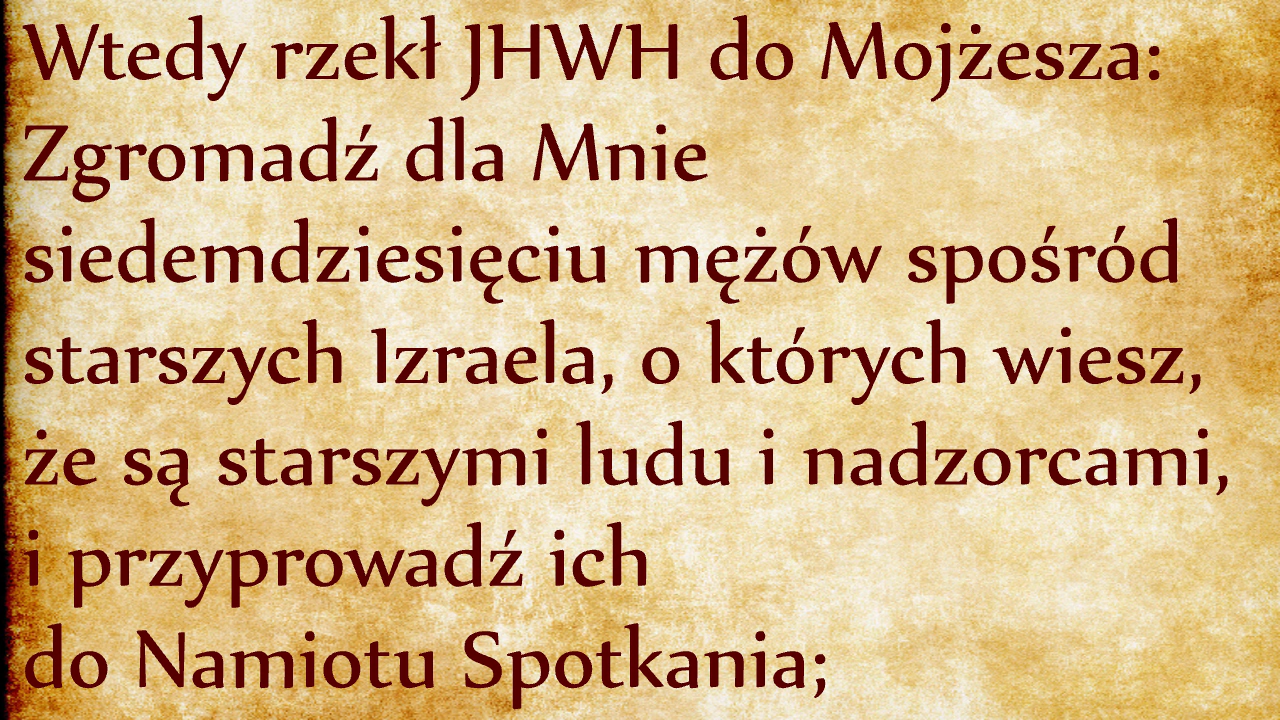 Wtedy rzekł JHWH do Mojżesza:
Zgromadź dla Mnie
siedemdziesięciu mężów spośród
starszych Izraela, o których wiesz,
że są starszymi ludu i nadzorcami,
i przyprowadź ich
do Namiotu Spotkania;